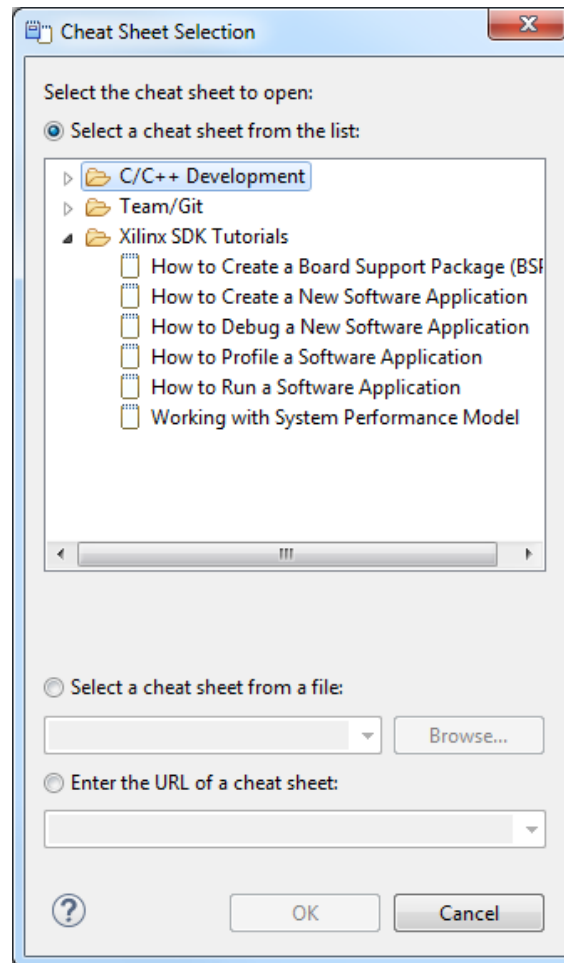 Cheat Sheet Selection
Select the cheat sheet to open:
Select a cheat sheet from the list:
C/C++ Development
Team/Git
Xilinx SDK Tutorials
How to Create a Board Support Package (BSP
How to Create a New Software Application
How to Debug a New Software Application
How to Profile a Software Application
How to Run a Software Application
Working with System Performance Model
Select a cheat sheet from a file:
Browse...
Enter the URL of a cheat sheet:
?
OK
Cancel